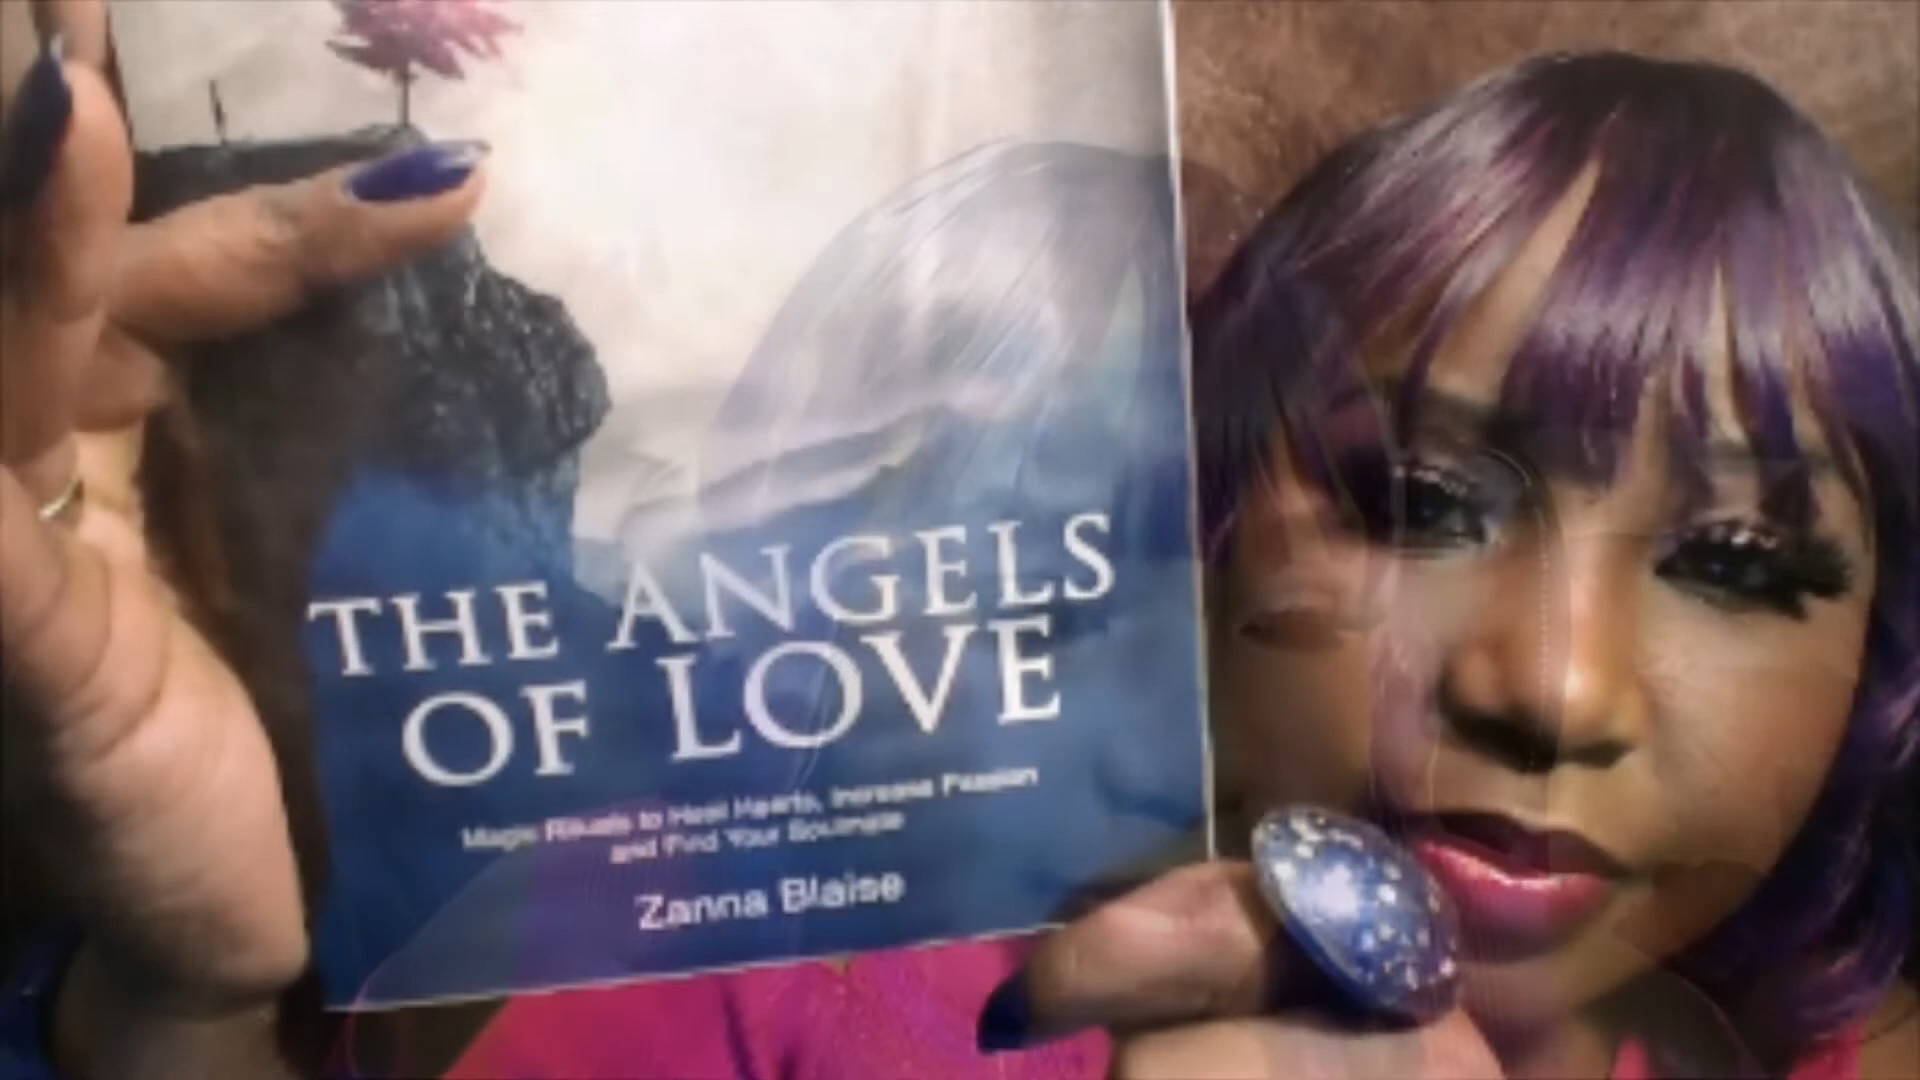 THE ANGELS
OF LOVE
Magic Rituals to Heal Hearts, Increase Passion
and Find Your Soulmate
Zanna Blaise